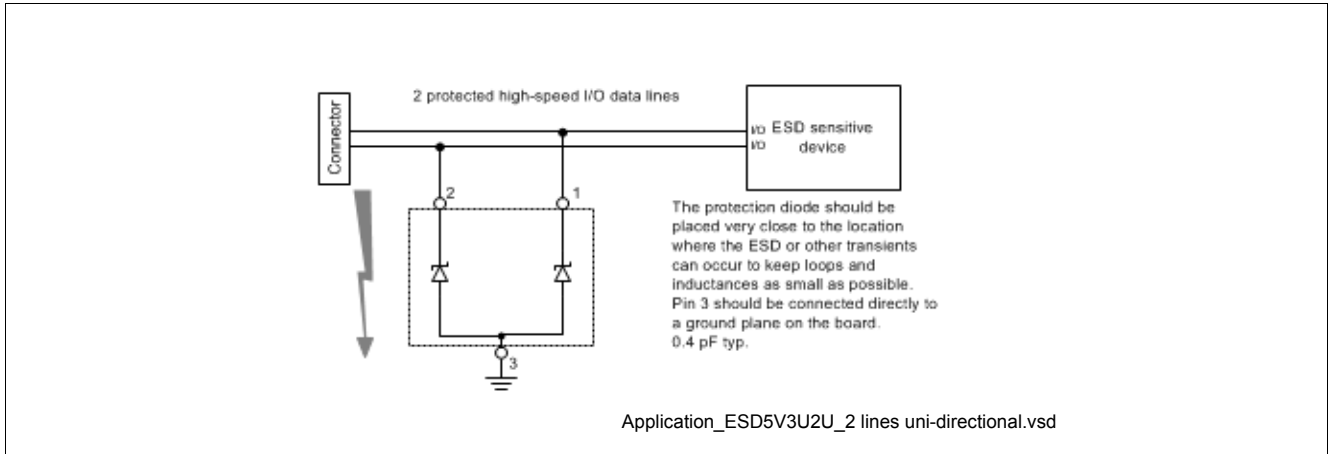 2 protected high-speed I/O data lines
Connector
I/O
I/O
ESD sensitive
device
2
1
3
The protection diode should be
placed very close to the location
where the ESD or other transients
can occur to keep loops and
inductances as small as possible.
Pin 3 should be connected directly to
a ground plane on the board.
0.4 pF typ.
Application_ESD5V3U2U_2 lines uni-directional.vsd